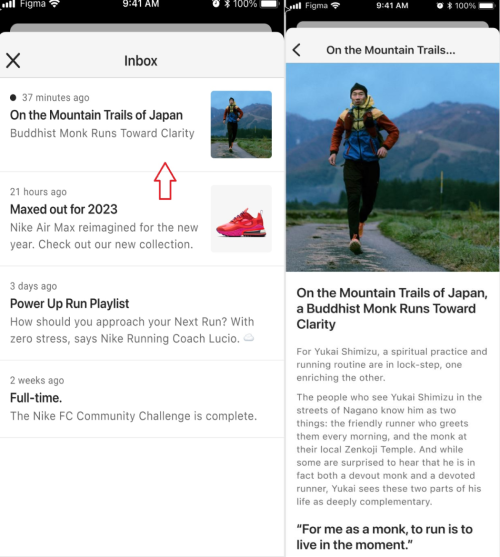 Figma 9:41 AM 100%
Inbox
37 minutes ago
On the Mountain Trails of Japan
Buddhist Monk Runs Toward Clarity
21 hours ago
Maxed out for 2023
Nike Air Max reimagined for the new
year. Check out our new collection.
3 days ago
Power Up Run Playlist
How should you approach your Next Run? With
zero stress, says Nike Running Coach Lucio.
2 weeks ago
Full-time.
The Nike FC Community Challenge is complete.
Figma 9:41 AM 100%
On the Mountain Trails...
On the Mountain Trails of Japan,
a Buddhist Monk Runs Toward
Clarity
For Yukai Shimizu, a spiritual practice and
running routine are in lock-step, one
enriching the other.
The people who see Yukai Shimizu in the
streets of Nagano know him as two
things: the friendly runner who greets
them every morning, and the monk at
their local Zenkoji Temple. And while
some are surprised to hear that he is in
fact both a devout monk and a devoted
runner, Yukai sees these two parts of his
life as deeply complementary.
“For me as a monk, to run is to
live in the moment.”